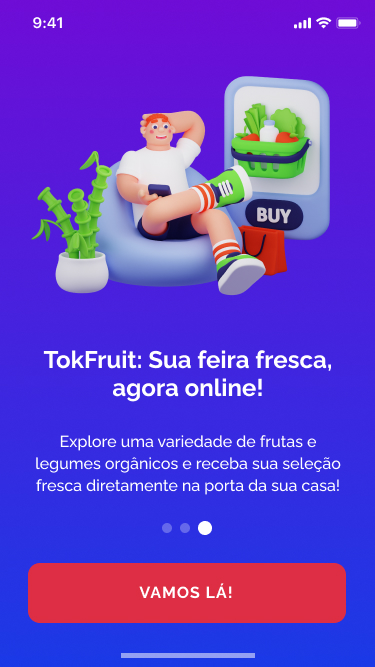 9:41
BUY
TokFruit: Sua feira fresca,
agora online!
Explore uma variedade de frutas e
legumes orgânicos e receba sua seleção
fresca diretamente na porta da sua casa!
VAMOS LÁ!